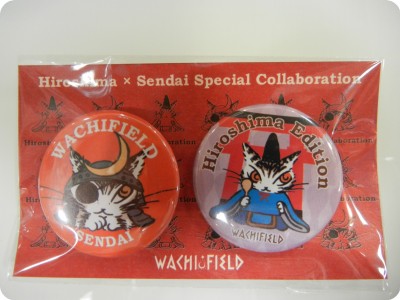 Hiroshima × Sendai Special Collaboration
WACHIFIELD
SENDAI
Hiroshima Edition
WACHIFIELD
WACHIFIELD